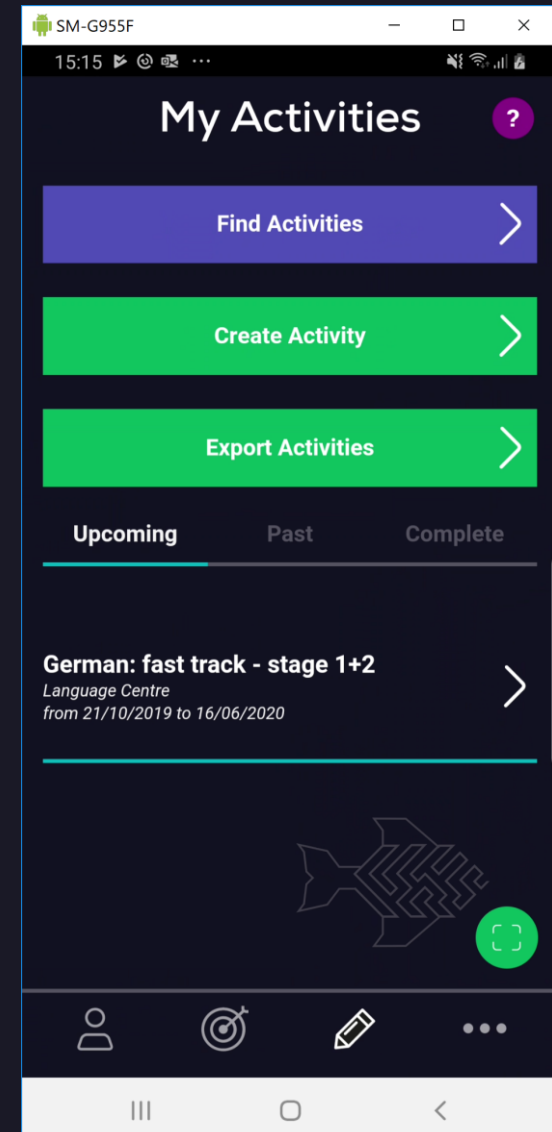 SM-G955F
15:15
My Activities
?
Find Activities
Create Activity
Export Activities
Upcoming Past Complete
German: fast track - stage 1+2
Language Centre
from 21/10/2019 to 16/06/2020